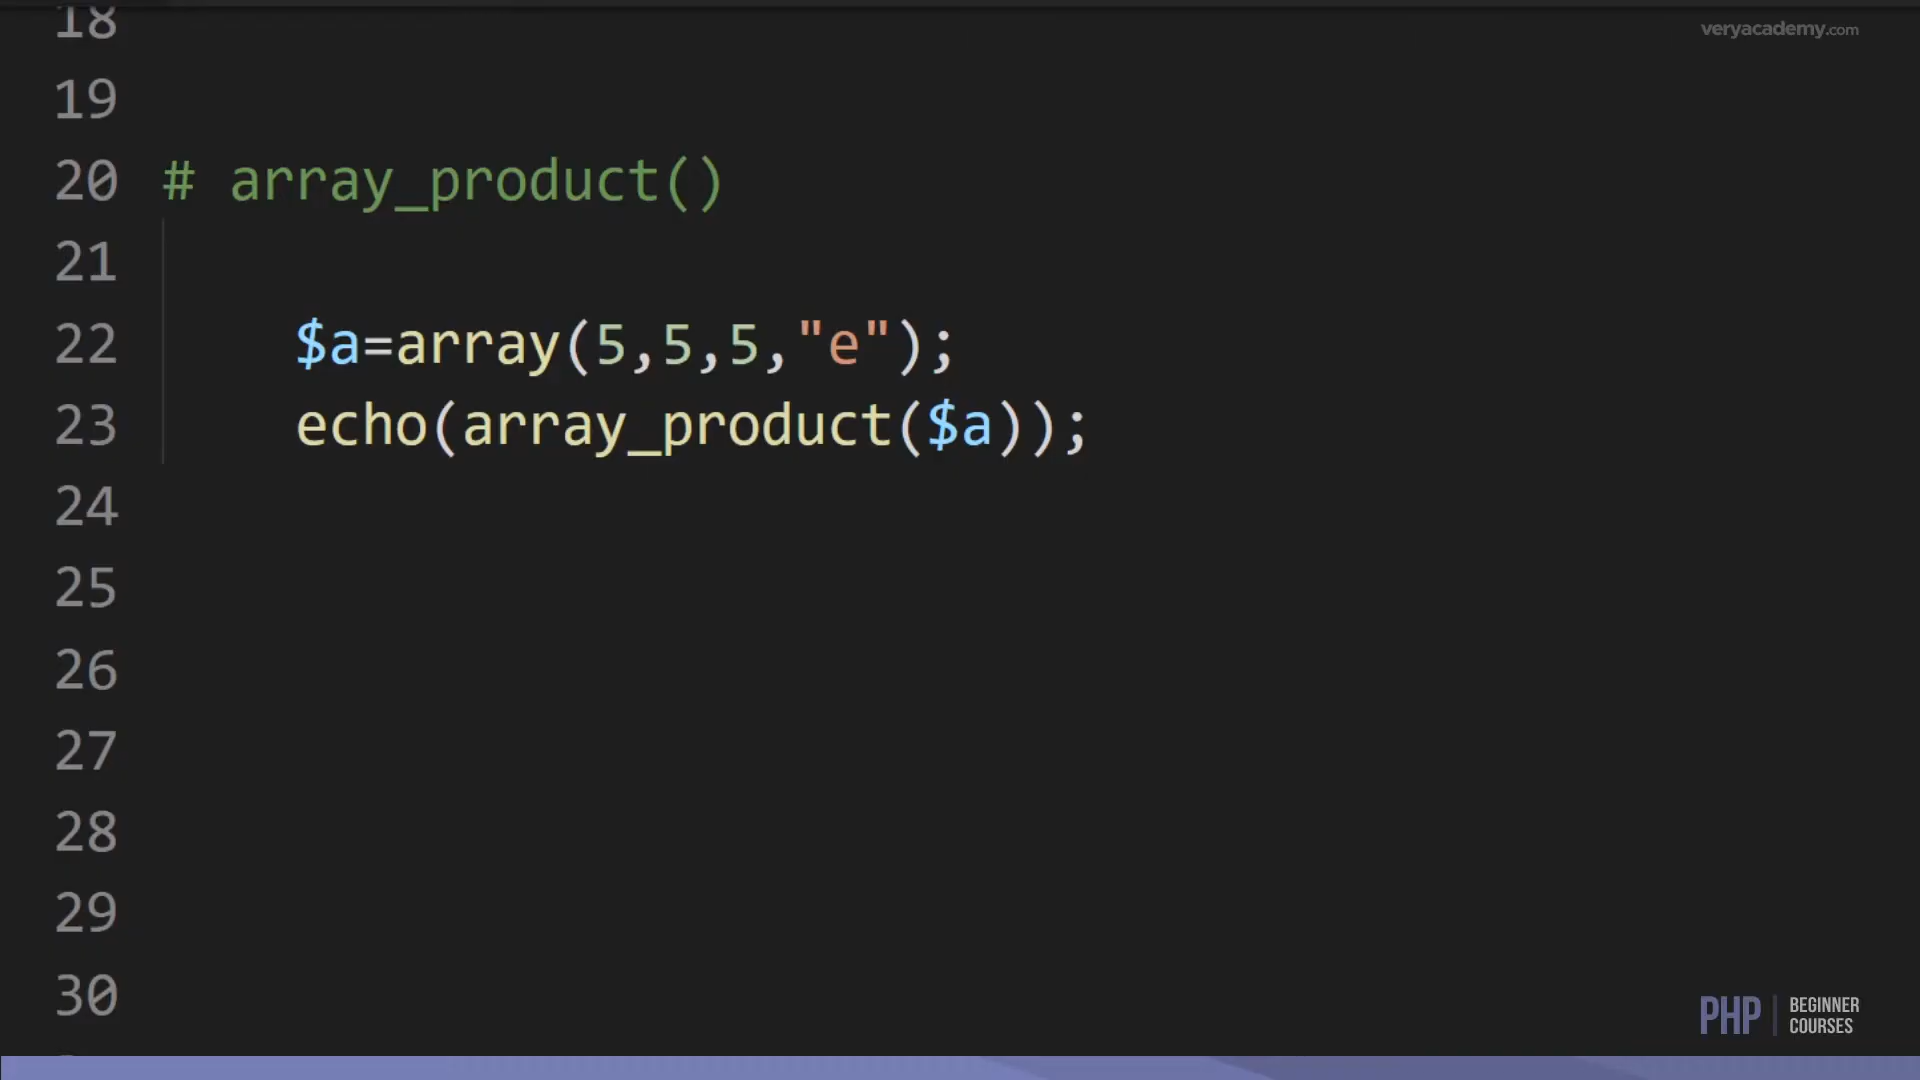 18
veryacademy.com
19
20 # array_product()
21
22 $a=array(5,5,5,"e");
23 echo(array_product($a));
24
25
26
27
28
29
30
PHP | BEGINNER
COURSES